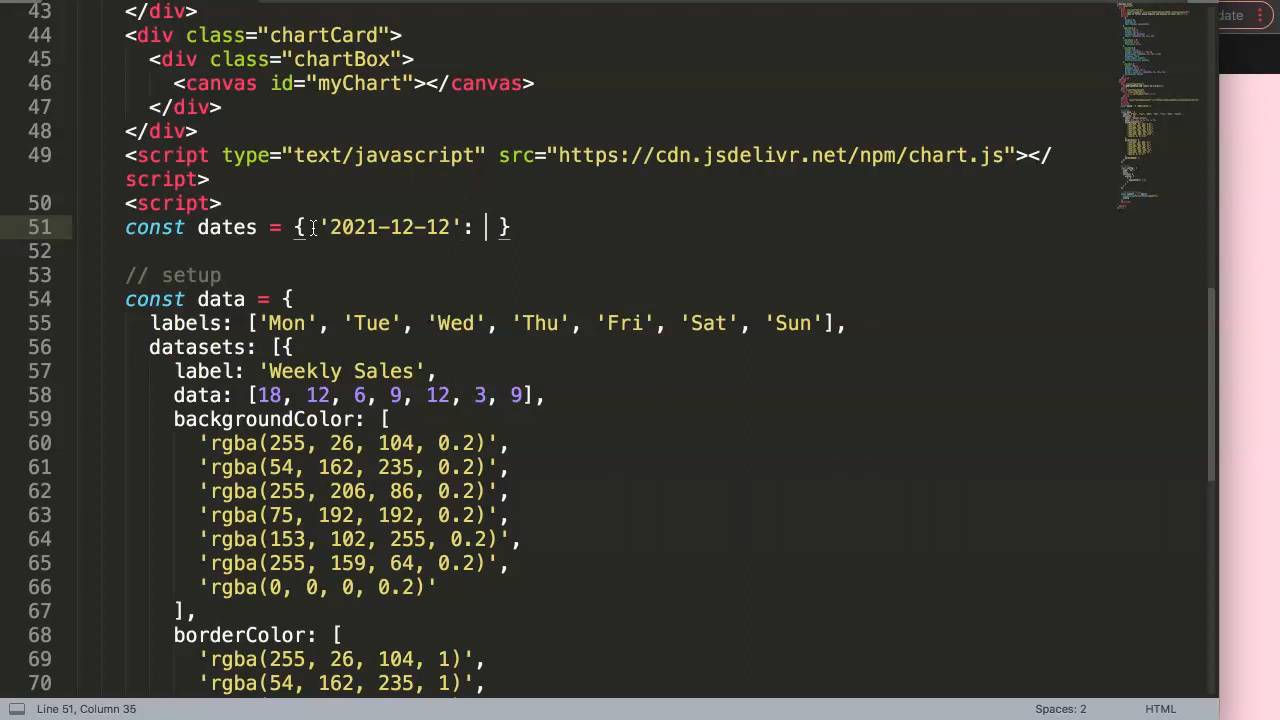 43 </div>
date
44 <div class="chartCard">
45 <div class="chartBox">
46 <canvas id="myChart"></canvas>
47 </div>
48 </div>
49 <script type="text/javascript" src="https://cdn.jsdelivr.net/npm/chart.js"></
script>
50 <script>
51 const dates = { '2021-12-12': }
52
53 // setup
54 const data = {
55 labels: ['Mon', 'Tue', 'Wed', 'Thu', 'Fri', 'Sat', 'Sun'],
56 datasets: [{
57 label: 'Weekly Sales',
58 data: [18, 12, 6, 9, 12, 3, 9],
59 backgroundColor: [
60 'rgba(255, 26, 104, 0.2)',
61 'rgba(54, 162, 235, 0.2)',
62 'rgba(255, 206, 86, 0.2)',
63 'rgba(75, 192, 192, 0.2)',
64 'rgba(153, 102, 255, 0.2)',
65 'rgba(255, 159, 64, 0.2)',
66 'rgba(0, 0, 0, 0.2)'
67 ],
68 borderColor: [
69 'rgba(255, 26, 104, 1)',
70 'rgba(54, 162, 235, 1)',
Line 51, Column 35
Spaces: 2
HTML